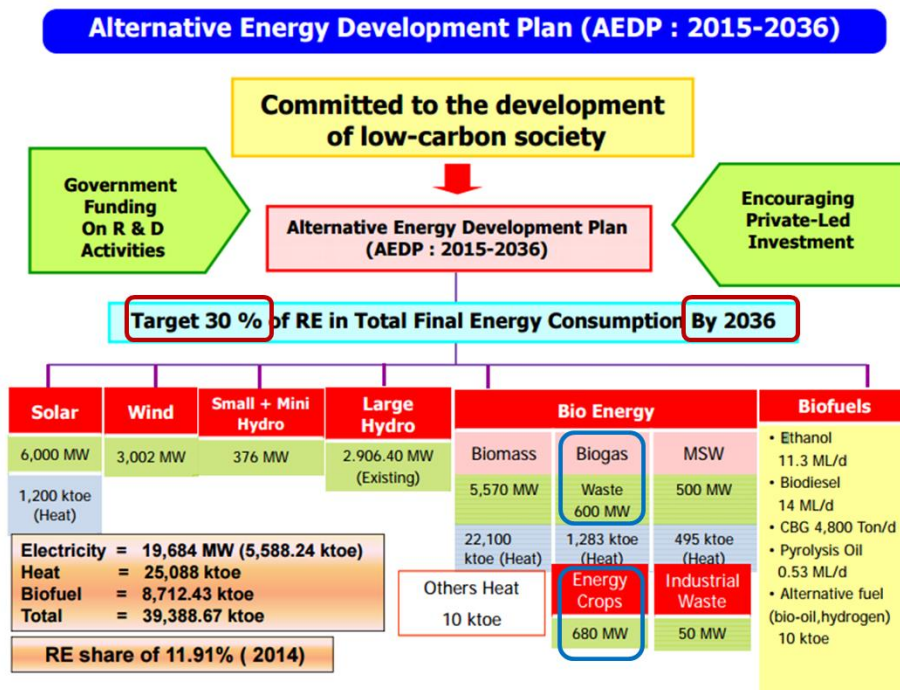 Alternative Energy Development Plan (AEDP : 2015-2036)
Committed to the development
of low-carbon society
Government
Funding
On R & D
Activities
Alternative Energy Development Plan
(AEDP : 2015-2036)
Encouraging
Private-Led
Investment
Target 30 % of RE in Total Final Energy Consumption By 2036
Solar
6,000 MW
1,200 ktoe
(Heat)
Wind
3,002 MW
Small + Mini
Hydro
376 MW
Large
Hydro
2.906.40 MW
(Existing)
Bio Energy
Biomass
5,570 MW
22,100
ktoe (Heat)
Biogas
Waste
600 MW
1,283 ktoe
(Heat)
Energy
Crops
680 MW
MSW
500 MW
495 ktoe
(Heat)
Industrial
Waste
50 MW
Biofuels
• Ethanol
11.3 ML/d
• Biodiesel
14 ML/d
• CBG 4,800 Ton/d
• Pyrolysis Oil
0.53 ML/d
• Alternative fuel
(bio-oil,hydrogen)
10 ktoe
Others Heat
10 ktoe
Electricity = 19,684 MW (5,588.24 ktoe)
Heat = 25,088 ktoe
Biofuel = 8,712.43 ktoe
Total = 39,388.67 ktoe
RE share of 11.91% ( 2014)